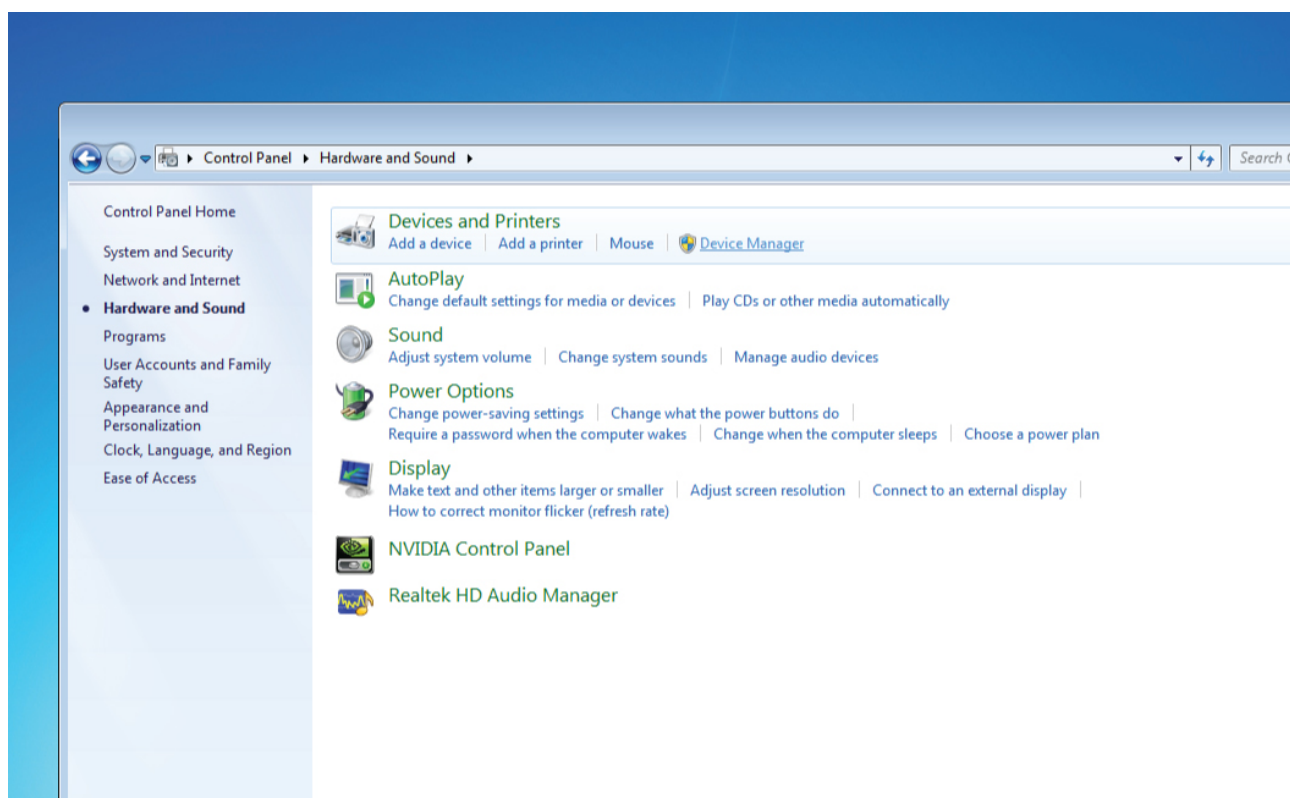 Control Panel Hardware and Sound
Search
Control Panel Home
System and Security
Network and Internet
Hardware and Sound
Programs
User Accounts and Family
Safety
Appearance and
Personalization
Clock, Language, and Region
Ease of Access
Devices and Printers
Add a device Add a printer Mouse Device Manager
AutoPlay
Change default settings for media or devices Play CDs or other media automatically
Sound
Adjust system volume Change system sounds Manage audio devices
Power Options
Change power-saving settings Change what the power buttons do
Require a password when the computer wakes Change when the computer sleeps Choose a power plan
Display
Make text and other items larger or smaller Adjust screen resolution Connect to an external display
How to correct monitor flicker (refresh rate)
NVIDIA Control Panel
Realtek HD Audio Manager